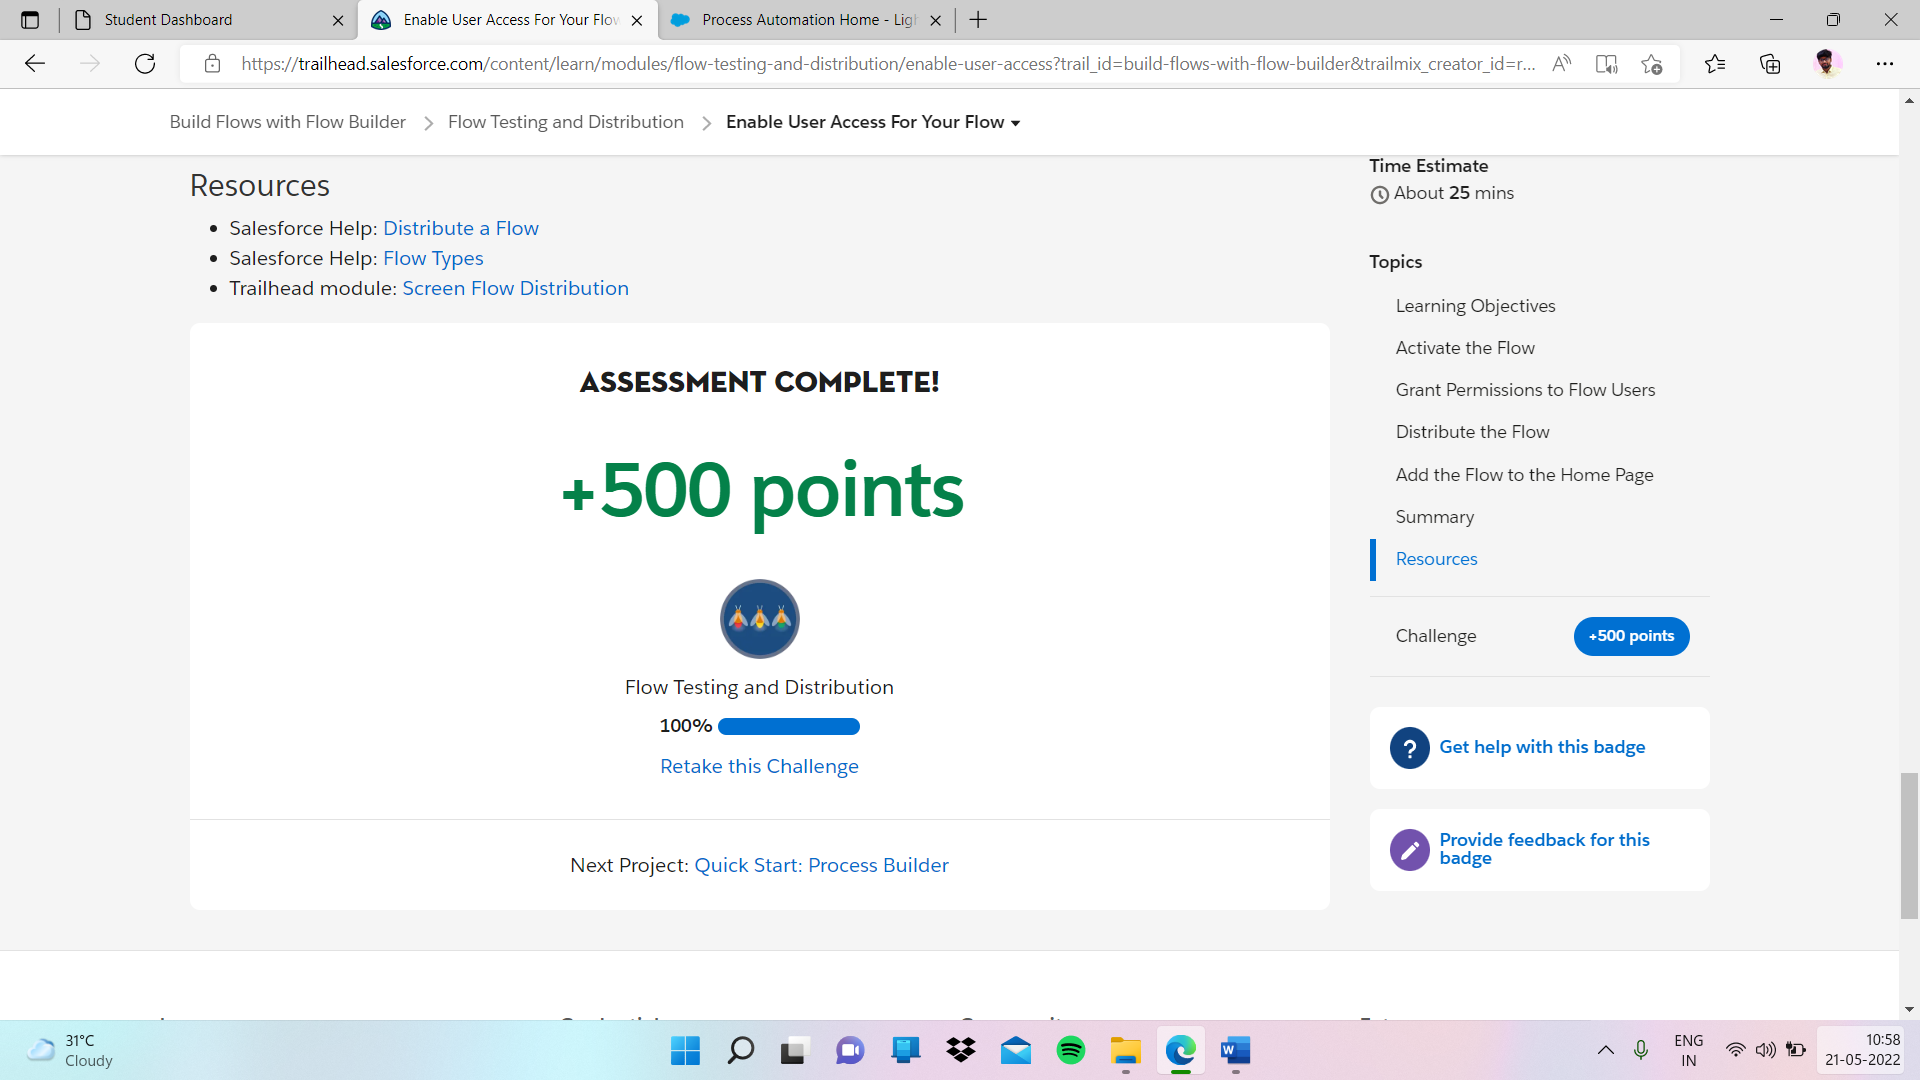 Student Dashboard
Enable User Access For Your Flow
Process Automation Home - Ligh
https://trailhead.salesforce.com/content/learn/modules/flow-testing-and-distribution/enable-user-access?trail_id=build-flows-with-flow-builder&trailmix_creator_id=r...
Build Flows with Flow Builder
Flow Testing and Distribution
Enable User Access For Your Flow
Resources
• Salesforce Help: Distribute a Flow
• Salesforce Help: Flow Types
• Trailhead module: Screen Flow Distribution
ASSESSMENT COMPLETE!
+500 points
Flow Testing and Distribution
100%
Retake this Challenge
Next Project: Quick Start: Process Builder
Time Estimate
About 25 mins
Topics
Learning Objectives
Activate the Flow
Grant Permissions to Flow Users
Distribute the Flow
Add the Flow to the Home Page
Summary
Resources
Challenge
+500 points
Get help with this badge
Provide feedback for this
badge
31°C
Cloudy
ENG
IN
10:58
21-05-2022